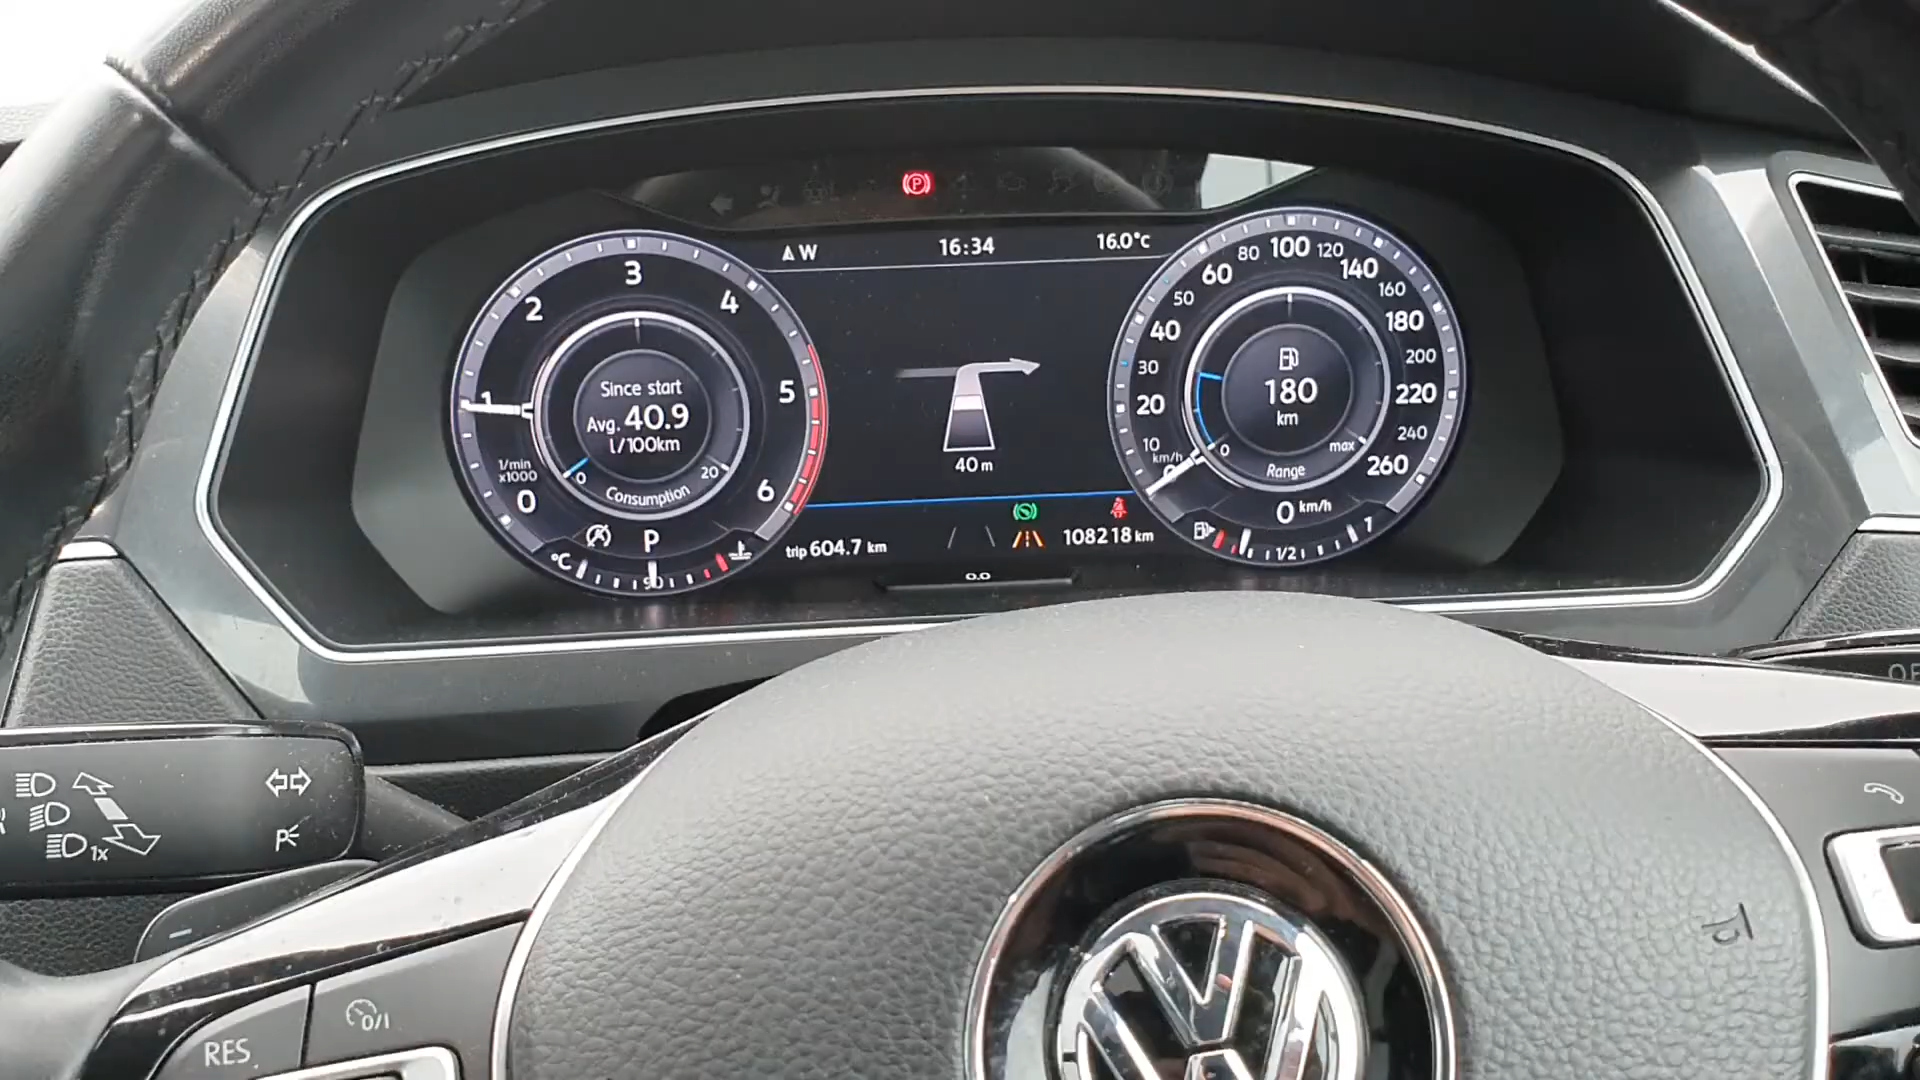 W
16:34
16.0°C
1
2
3
4
5
6
0
1/min
x1000
Since start
Avg. 40.9
l/100km
0
20
Consumption
P
°C
90
trip 604.7 km
40 m
108218 km
0.0
0
10
20
30
40
50
60
80
100
120
140
160
180
200
220
240
260
km/h
180
km
0
max
Range
0 km/h
1/2
1
1x
P
RES
0/I